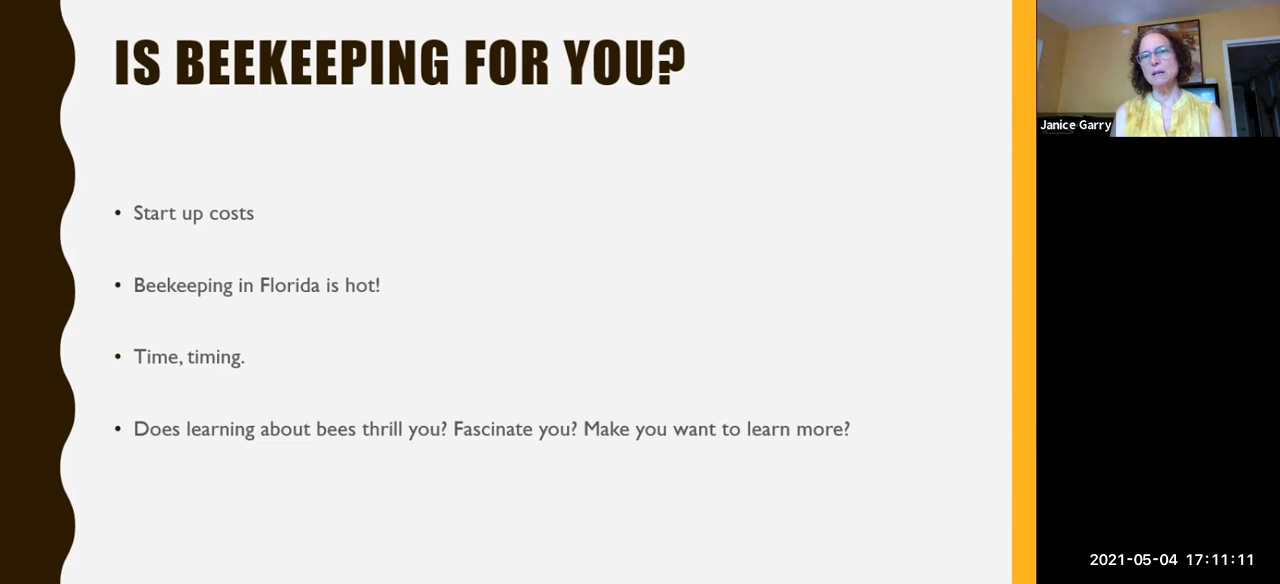 IS BEEKEEPING FOR YOU?
• Start up costs
• Beekeeping in Florida is hot!
• Time, timing.
• Does learning about bees thrill you? Fascinate you? Make you want to learn more?
Janice Garry
2021-05-04 17:11:11